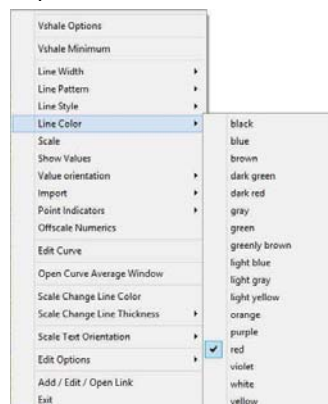 Vshale Options
Vshale Minimum
Line Width
Line Pattern
Line Style
Line Color
Scale
Show Values
Value orientation
Import
Point Indicators
Offscale Numerics
Edit Curve
Open Curve Average Window
Scale Change Line Color
Scale Change Line Thickness
Scale Text Orientation
Edit Options
Add / Edit / Open Link
Exit
black
blue
brown
dark green
dark red
gray
green
greenly brown
light blue
light gray
light yellow
orange
purple
red
violet
white
yellow